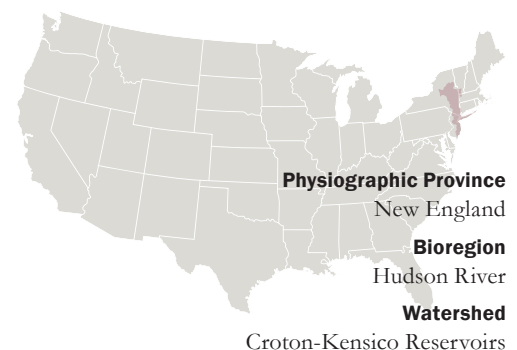 Physiographic Province
New England
Bioregion
Hudson River
Watershed
Croton-Kensico Reservoirs